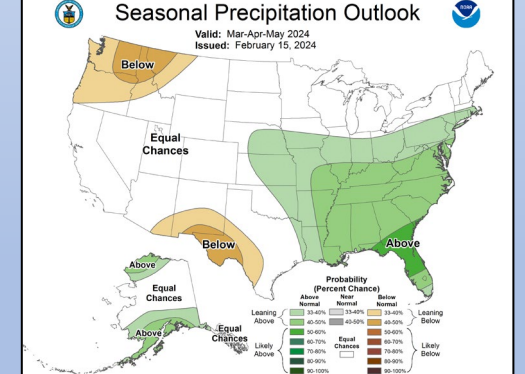 Seasonal Precipitation Outlook
Valid: Mar-Apr-May 2024
Issued: February 15, 2024
NOAA
Below
Equal
Chances
Below
Above
Above
Equal
Chances
Above
Equal
Chances
Probability
(Percent Chance)
Above
Normal
Near
Normal
Below
Normal
Leaning
Above
33-40%
33-40%
33-40%
Leaning
Below
40-50%
40-50%
40-50%
50-60%
50-60%
Likely
Above
60-70%
Equal
Chances
60-70%
Likely
Below
70-80%
70-80%
80-90%
80-90%
90-100%
90-100%